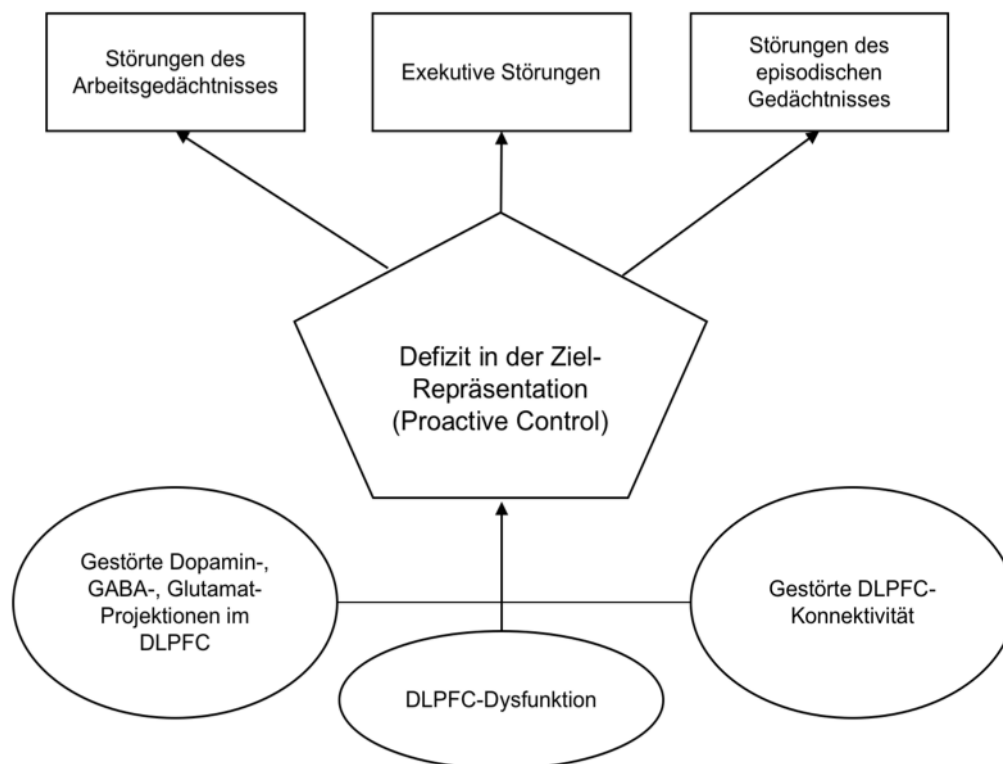 Störungen des
Arbeitsgedächtnisses
Exekutive Störungen
Störungen des
episodischen
Gedächtnisses
Defizit in der Ziel-
Repräsentation
(Proactive Control)
Gestörte Dopamin-,
GABA-, Glutamat-
Projektionen im
DLPFC
DLPFC-Dysfunktion
Gestörte DLPFC-
Konnektivität